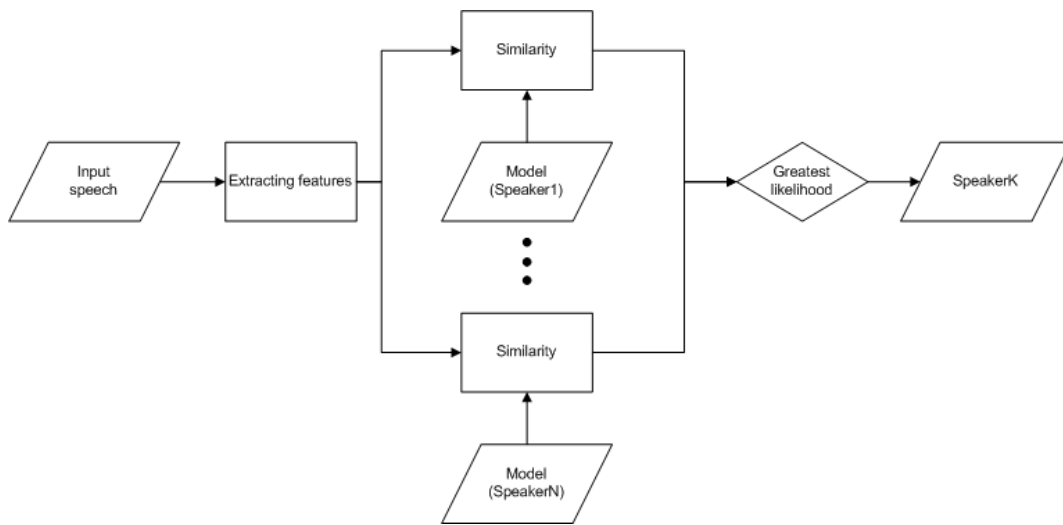 Similarity
Input
speech
Extracting features
Model
(Speaker1)
Greatest
likelihood
SpeakerK
Similarity
Model
(SpeakerN)